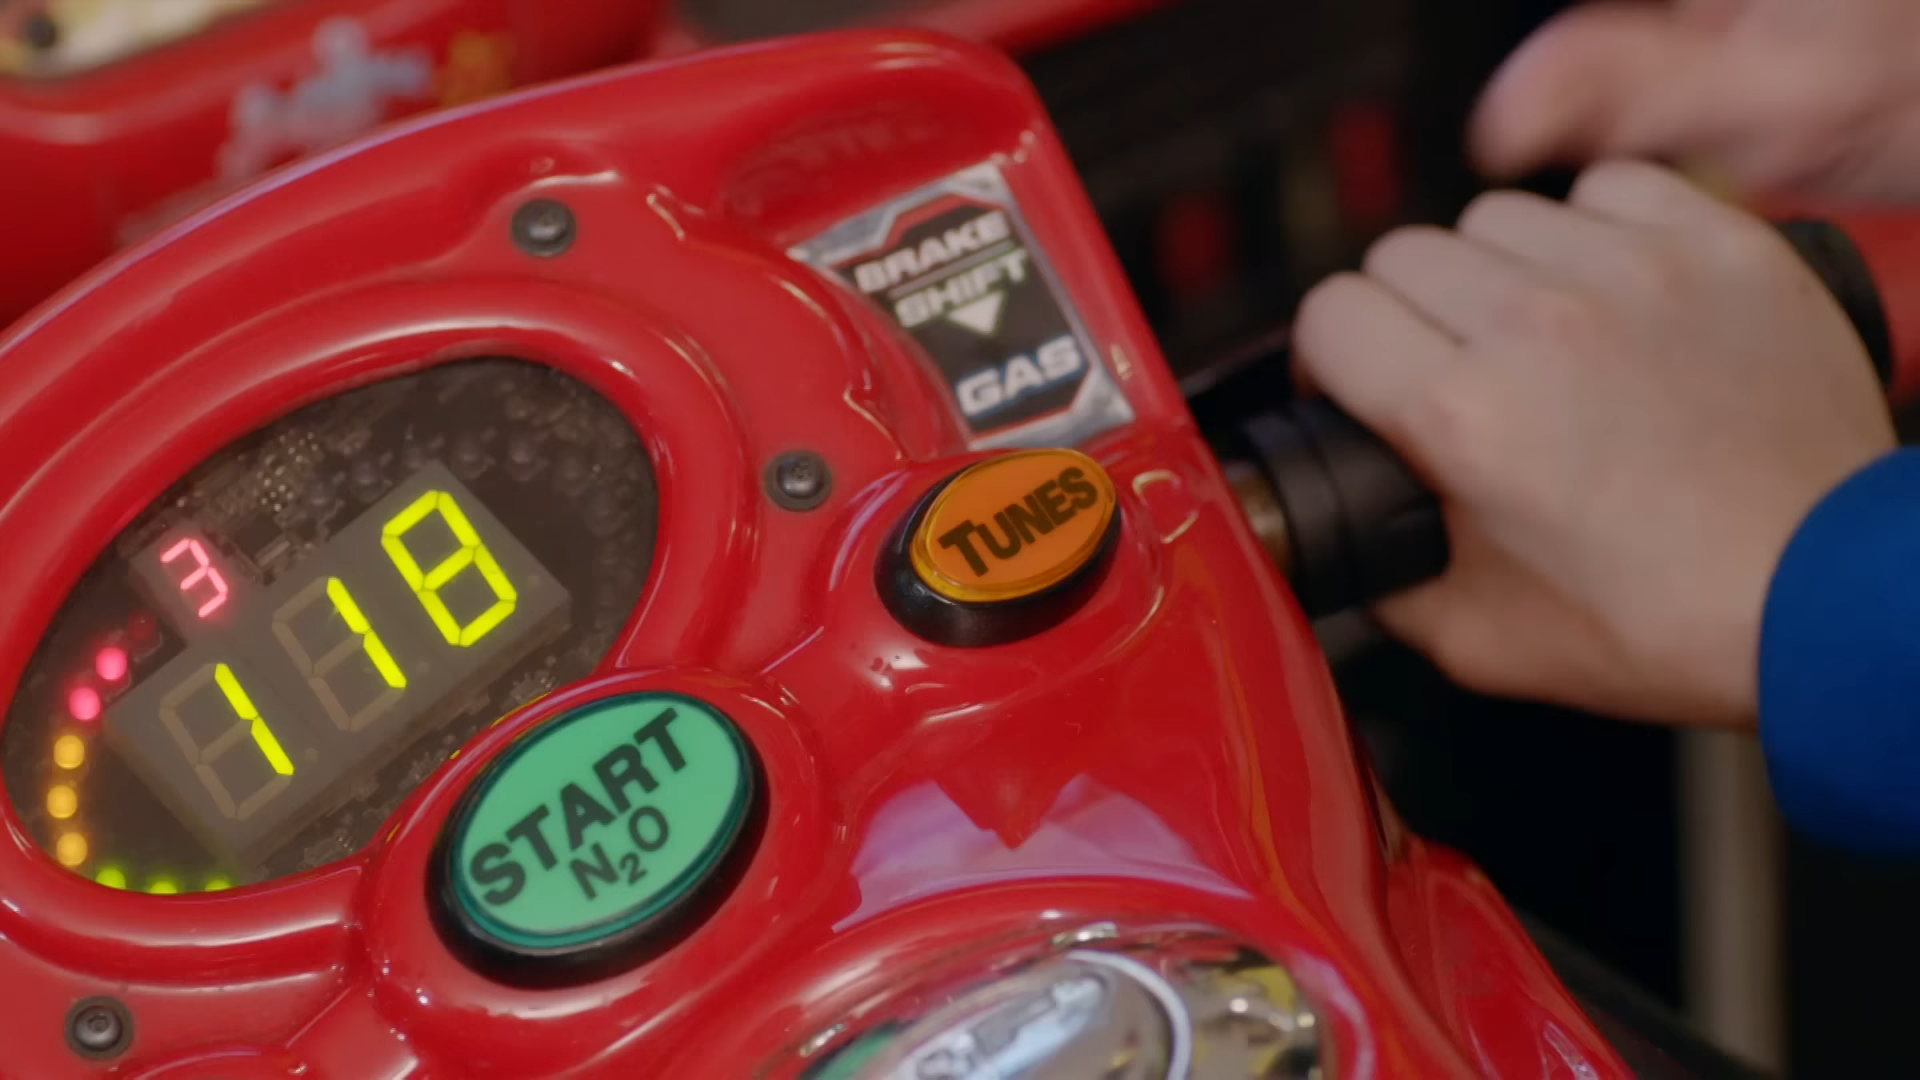 BRAKE
SHIFT
GAS
TUNES
3
118
START
N₂O